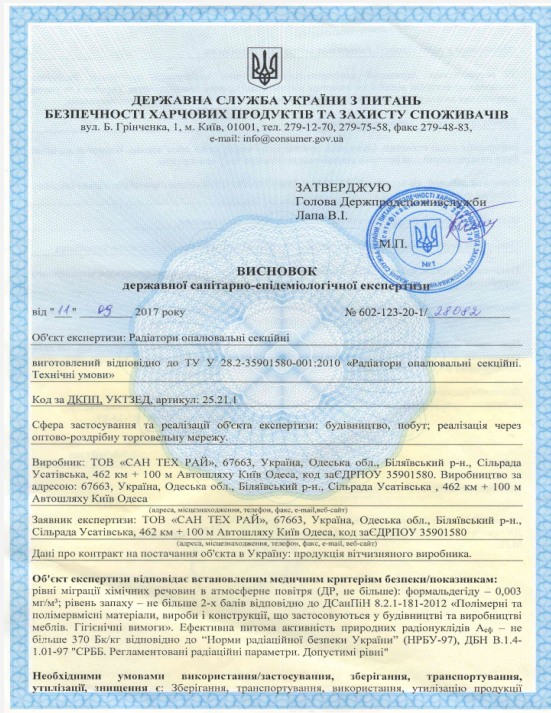 ДЕРЖАВНА СЛУЖБА УКРАЇНИ З ПИТАНЬ
БЕЗПЕЧНОСТІ ХАРЧОВИХ ПРОДУКТІВ ТА ЗАХИСТУ СПОЖИВАЧІВ
вул. Б. Грінченка, 1, м. Київ, 01001, тел. 279-12-70, 279-75-58, факс 279-48-83,
e-mail: info@consumer.gov.ua
ЗАТВЕРДЖУЮ
Голова Держпродспоживслужби
Лапа В.І.
М.П.
№1
ВИСНОВОК
державної санітарно-епідеміологічної експертизи
від "11" 09 2017 року № 602-123-20-1/ 28082
Об'єкт експертизи: Радіатори опалювальні секційні
виготовлений відповідно до ТУ У 28.2-35901580-001:2010 «Радіатори опалювальні секційні.
Технічні умови»
Код за ДКПП, УКТЗЕД, артикул: 25.21.1
Сфера застосування та реалізації об'єкта експертизи: будівництво, побут; реалізація через
оптово-роздрібну торговельну мережу.
Виробник: ТОВ «САН ТЕХ РАЙ», 67663, Україна, Одеська обл., Біляївський р-н., Сільрада
Усатівська, 462 км + 100 м Автошляху Київ Одеса, код заЄДРПОУ 35901580. Виробництво за
адресою: 67663, Україна, Одеська обл., Біляївський р-н., Сільрада Усатівська , 462 км + 100 м
Автошляху Київ Одеса
(адреса, місцезнаходження, телефон, факс, e-mail,веб-сайт)
Заявник експертизи: ТОВ «САН ТЕХ РАЙ», 67663, Україна, Одеська обл., Біляївський р-н.,
Сільрада Усатівська, 462 км + 100 м Автошляху Київ Одеса, код заЄДРПОУ 35901580
(адреса, місцезнаходження, телефон, факс, e-mail, веб-сайт)
Дані про контракт на постачання об'єкта в Україну: продукція вітчизняного виробника.
Об'єкт експертизи відповідає встановленим медичним критеріям безпеки/показникам:
рівні міграції хімічних речовин в атмосферне повітря (ДР, не більше): формальдегіду – 0,003
мг/м³; рівень запаху – не більше 2-х балів відповідно до ДСанПіН 8.2.1-181-2012 «Полімерні та
полімервмісні матеріали, вироби і конструкції, що застосовуються у будівництві та виробництві
меблів. Гігієнічні вимоги». Ефективна питома активність природних радіонуклідів Аеф – не
більше 370 Бк/кг відповідно до “Норми радіаційної безпеки України” (НРБУ-97), ДБН В.1.4-
1.01-97 "СРББ. Регламентовані радіаційні параметри. Допустимі рівні"
Необхідними умовами використання/застосування, зберігання, транспортування,
утилізації, знищення є: Зберігання, транспортування, використання, утилізацію продукції